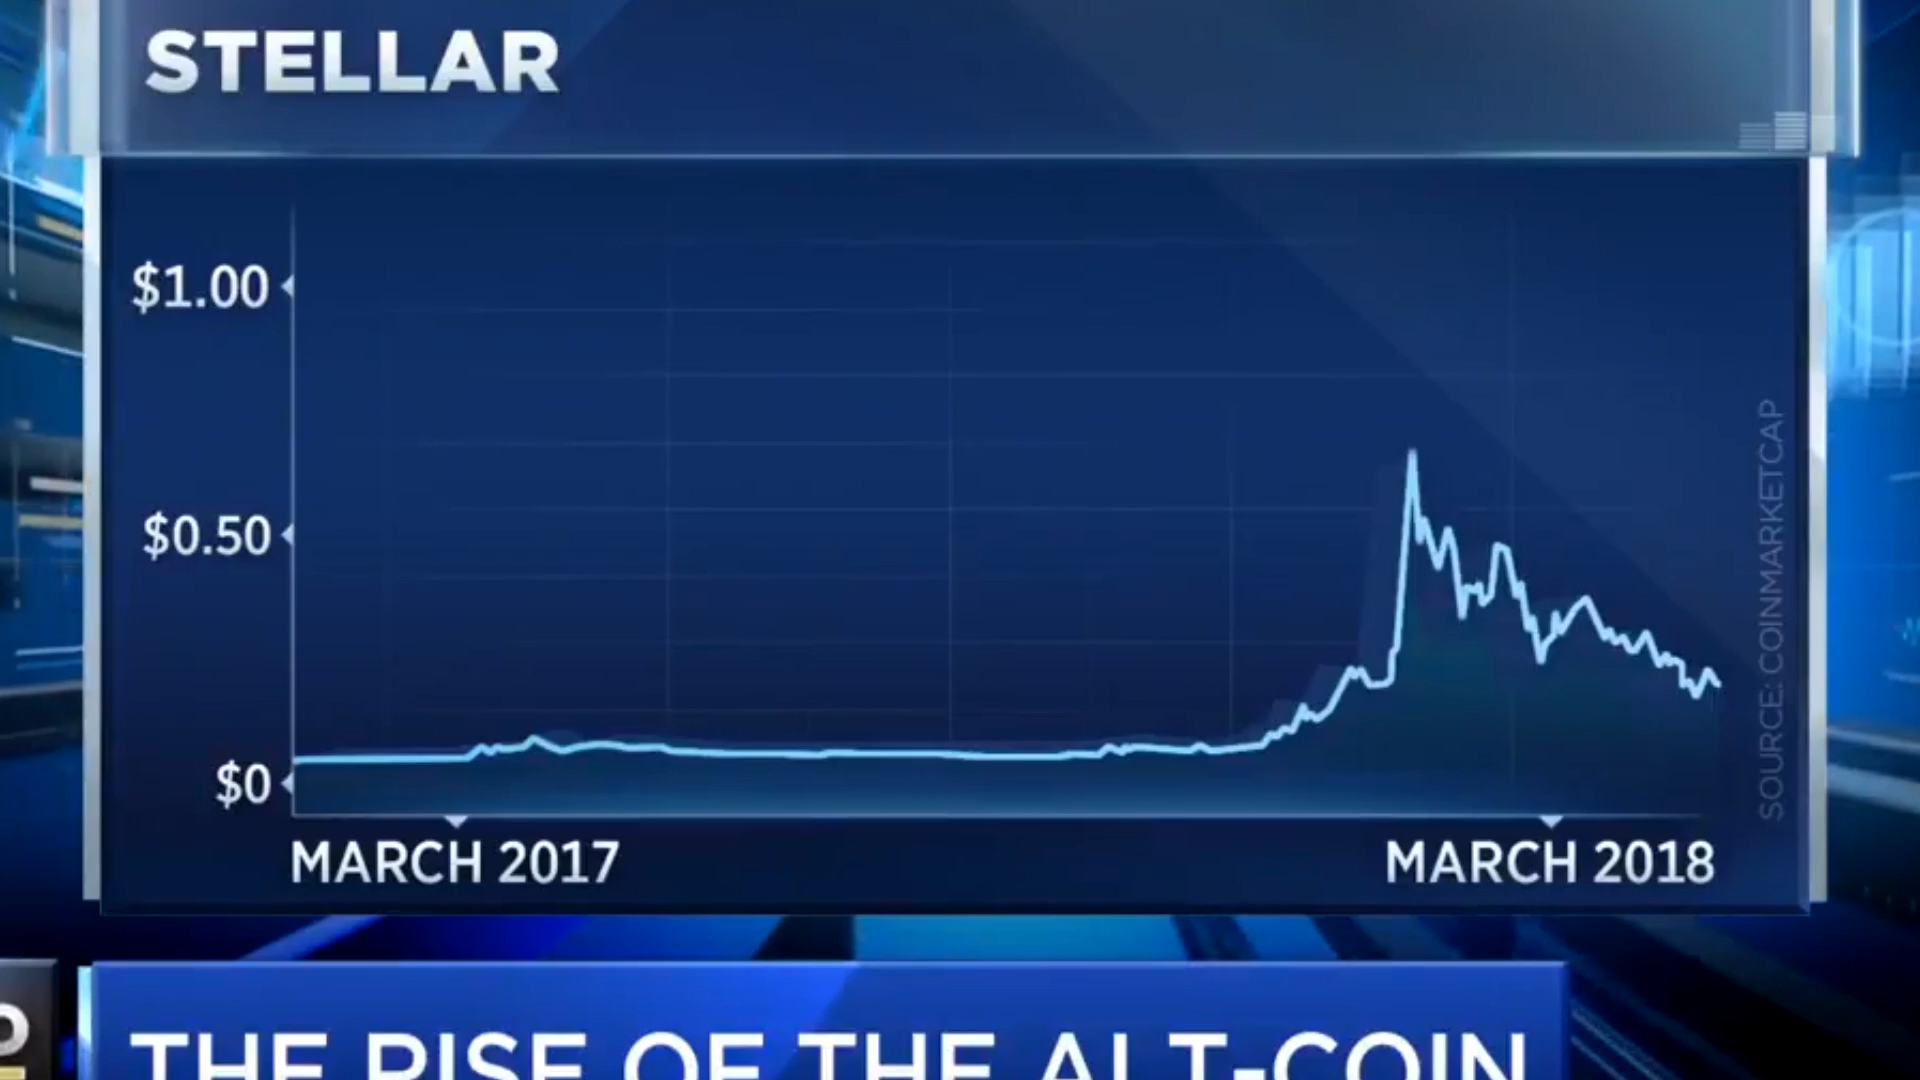 STELLAR
$1.00
$0.50
$0
MARCH 2017
MARCH 2018
SOURCE: COINMARKETCAP
THE RISE OF THE ALT-COIN